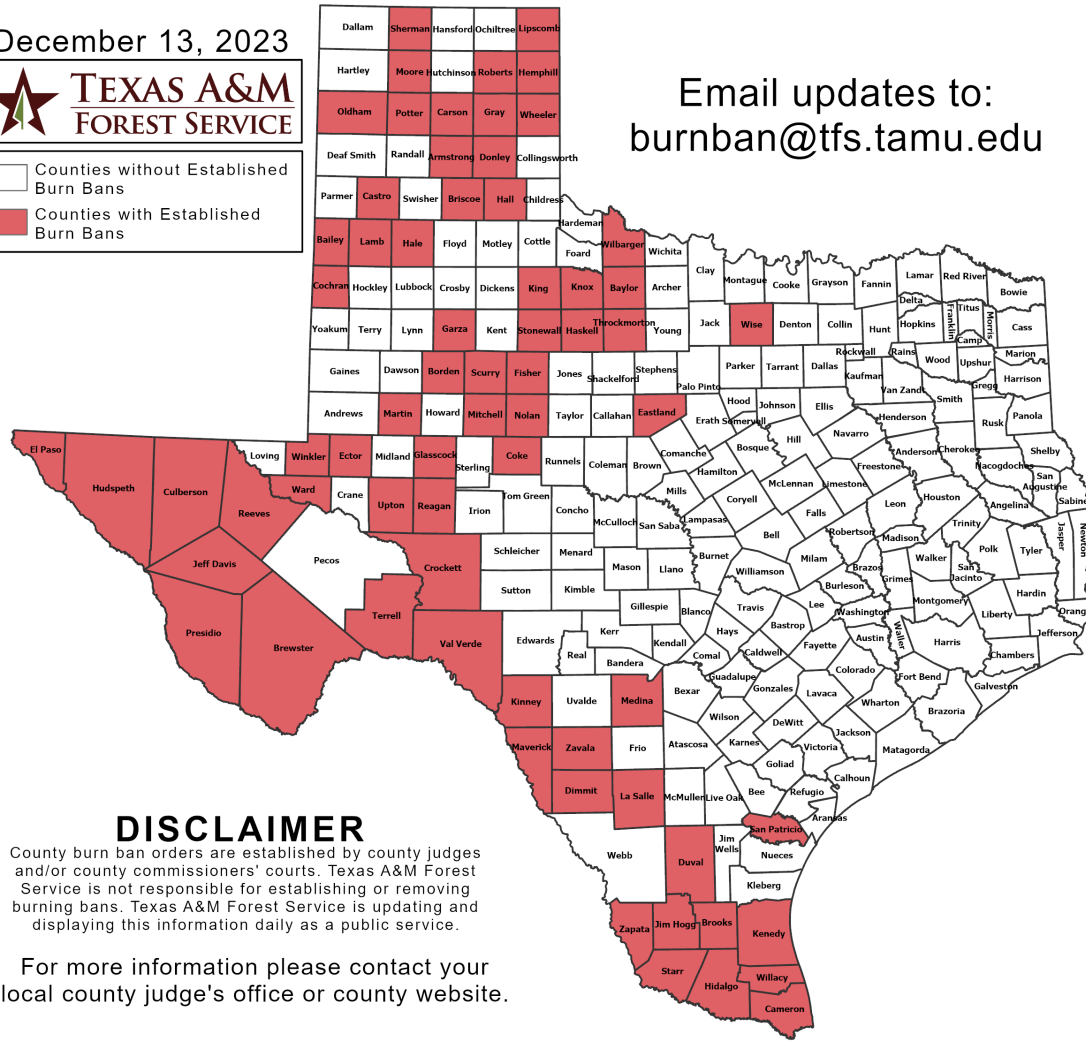 December 13, 2023
TEXAS A&M
FOREST SERVICE
Counties without Established
Burn Bans
Counties with Established
Burn Bans
Email updates to:
burnban@tfs.tamu.edu
Dallam Sherman Hansford Ochiltree Lipscomb
Hartley Moore Hutchinson Roberts Hemphill
Oldham Potter Carson Gray Wheeler
Deaf Smith Randall Armstrong Donley Collingsworth
Parmer Castro Swisher Briscoe Hall Childress
Hardeman
Bailey Lamb Hale Floyd Motley Cottle Foard Wilbarger Wichita
Clay Montague Cooke Grayson Fannin Lamar Red River Bowie
Cochran Hockley Lubbock Crosby Dickens King Knox Baylor Archer
Delta Franklin Titus Morris Cass
Yoakum Terry Lynn Garza Kent Stonewall Haskell Throckmorton Young Jack Wise Denton Collin Hunt Hopkins Camp
Rockwall Rains Wood Upshur Marion
Gaines Dawson Borden Scurry Fisher Jones Shackelford Stephens Palo Pinto Parker Tarrant Dallas Kaufman Van Zandt Gregg Harrison
Andrews Martin Howard Mitchell Nolan Taylor Callahan Eastland Erath Hood Somervell Johnson Ellis Henderson Smith Rusk Panola
El Paso Hudspeth Culberson Reeves Loving Winkler Ector Midland Glasscock Sterling Coke Runnels Coleman Brown Comanche Hamilton Bosque Hill Navarro Freestone Anderson Cherokee Nacogdoches Shelby
San
Augustine
Sabine
Ward Crane Upton Reagan Irion Tom Green Concho McCulloch San Saba Mills Lampasas Coryell McLennan Limestone Falls Leon Houston Angelina
Jeff Davis Pecos Crockett Schleicher Menard Mason Llano Burnet Bell Milam Robertson Brazos Madison Grimes Walker Trinity Polk Tyler Jasper Newton
San
Jacinto
Presidio Brewster Terrell Val Verde Sutton Kimble Gillespie Blanco Williamson Travis Lee Burleson Washington Montgomery Liberty Hardin Orang
Edwards Real Kerr Bandera Kendall Comal Hays Caldwell Bastrop Fayette Austin Waller Harris Chambers Jefferson
Kinney Uvalde Medina Bexar Guadalupe Gonzales Lavaca Colorado Wharton Fort Bend Brazoria Galveston
Maverick Zavala Frio Atascosa Wilson Karnes DeWitt Victoria Jackson Matagorda
Dimmit La Salle McMullen Live Oak Bee Goliad Refugio Calhoun Aransas
Webb Duval
Jim
Wells
San Patricio Nueces Kleberg
Zapata Jim Hogg Brooks Kenedy
Starr Hidalgo Willacy Cameron
DISCLAIMER
County burn ban orders are established by county judges
and/or county commissioners' courts. Texas A&M Forest
Service is not responsible for establishing or removing
burning bans. Texas A&M Forest Service is updating and
displaying this information daily as a public service.
For more information please contact your
local county judge's office or county website.